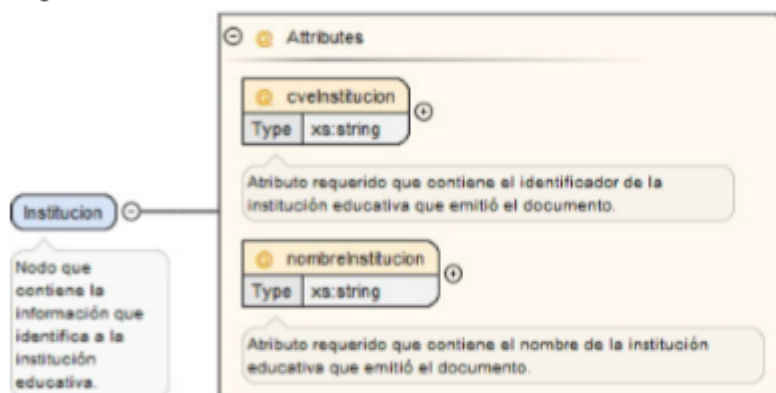 Attributes
cveInstitucion
Type xs:string
Atributo requerido que contiene el identificador de la
institución educativa que emitió el documento.
Institucion
Nodo que
contiene la
información que
identifica a la
institución
educativa.
nombreInstitucion
Type xs:string
Atributo requerido que contiene el nombre de la institución
educativa que emitió el documento.